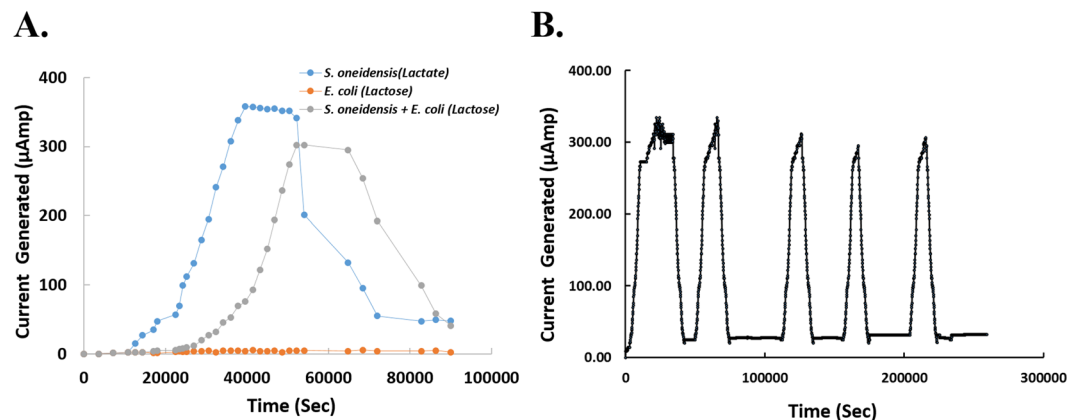 A.
400
300
200
100
0
Current Generated (µAmp)
S. oneidensis(Lactate)
E. coli (Lactose)
S. oneidensis + E. coli (Lactose)
0
20000
40000
60000
80000
100000
Time (Sec)
B.
400.00
300.00
200.00
100.00
0.00
Current Generated (µAmp)
0
100000
200000
300000
Time (Sec)